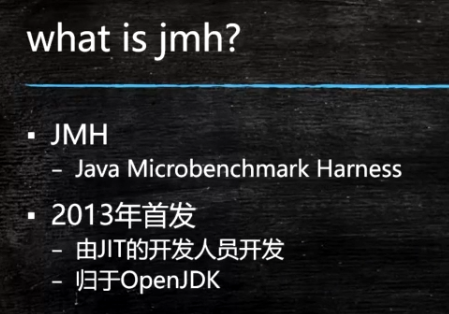 what is jmh?
▪ JMH
– Java Microbenchmark Harness
▪ 2013年首发
– 由JIT的开发人员开发
– 归于OpenJDK